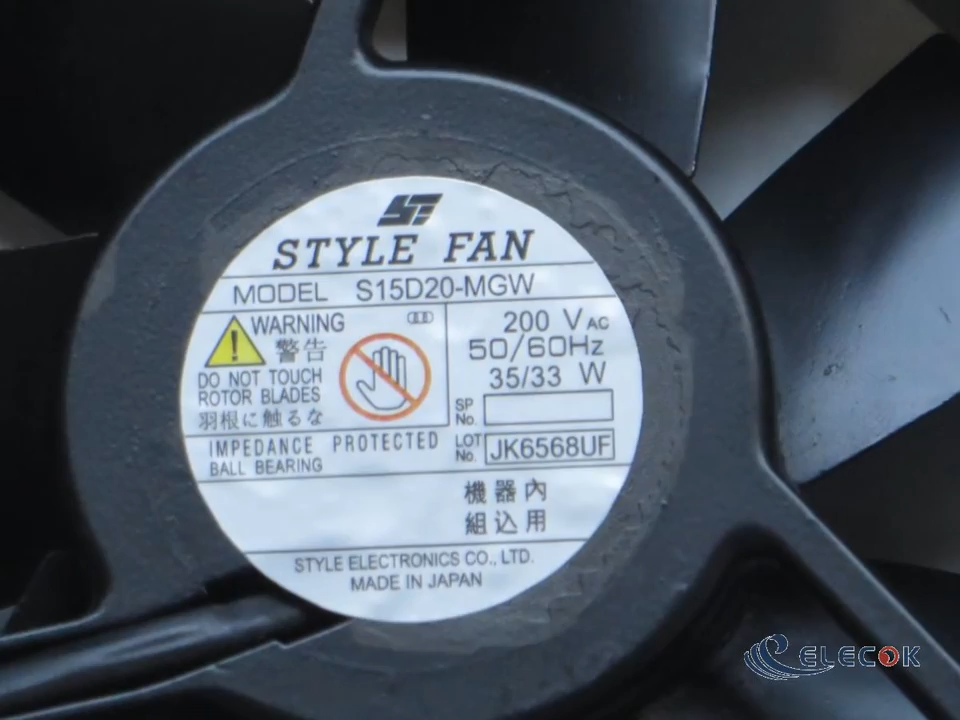 STYLE FAN
MODEL S15D20-MGW
WARNING
警告
DO NOT TOUCH
ROTOR BLADES
羽根に触るな
200 V AC
50/60Hz
35/33 W
SP No.
LOT No. JK6568UF
IMPEDANCE PROTECTED
BALL BEARING
機器内
組込用
STYLE ELECTRONICS CO., LTD.
MADE IN JAPAN
ELECOK